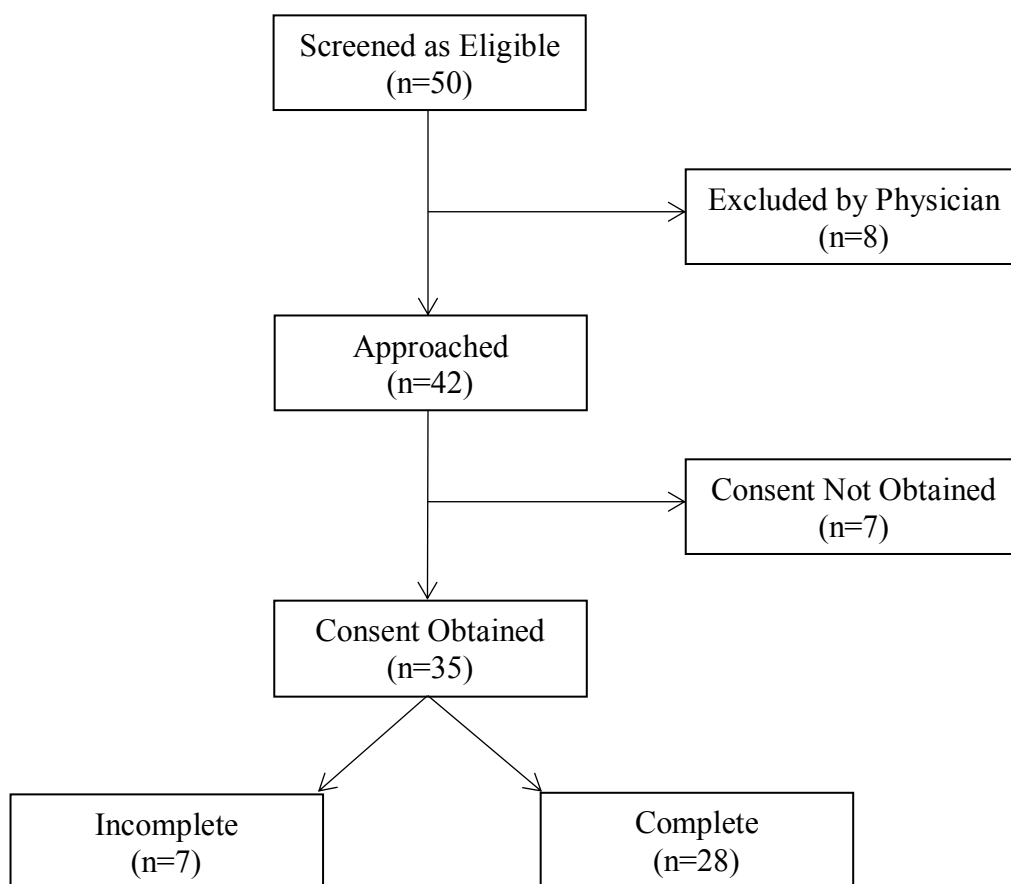 Screened as Eligible
(n=50)
Excluded by Physician
(n=8)
Approached
(n=42)
Consent Not Obtained
(n=7)
Consent Obtained
(n=35)
Incomplete
(n=7)
Complete
(n=28)